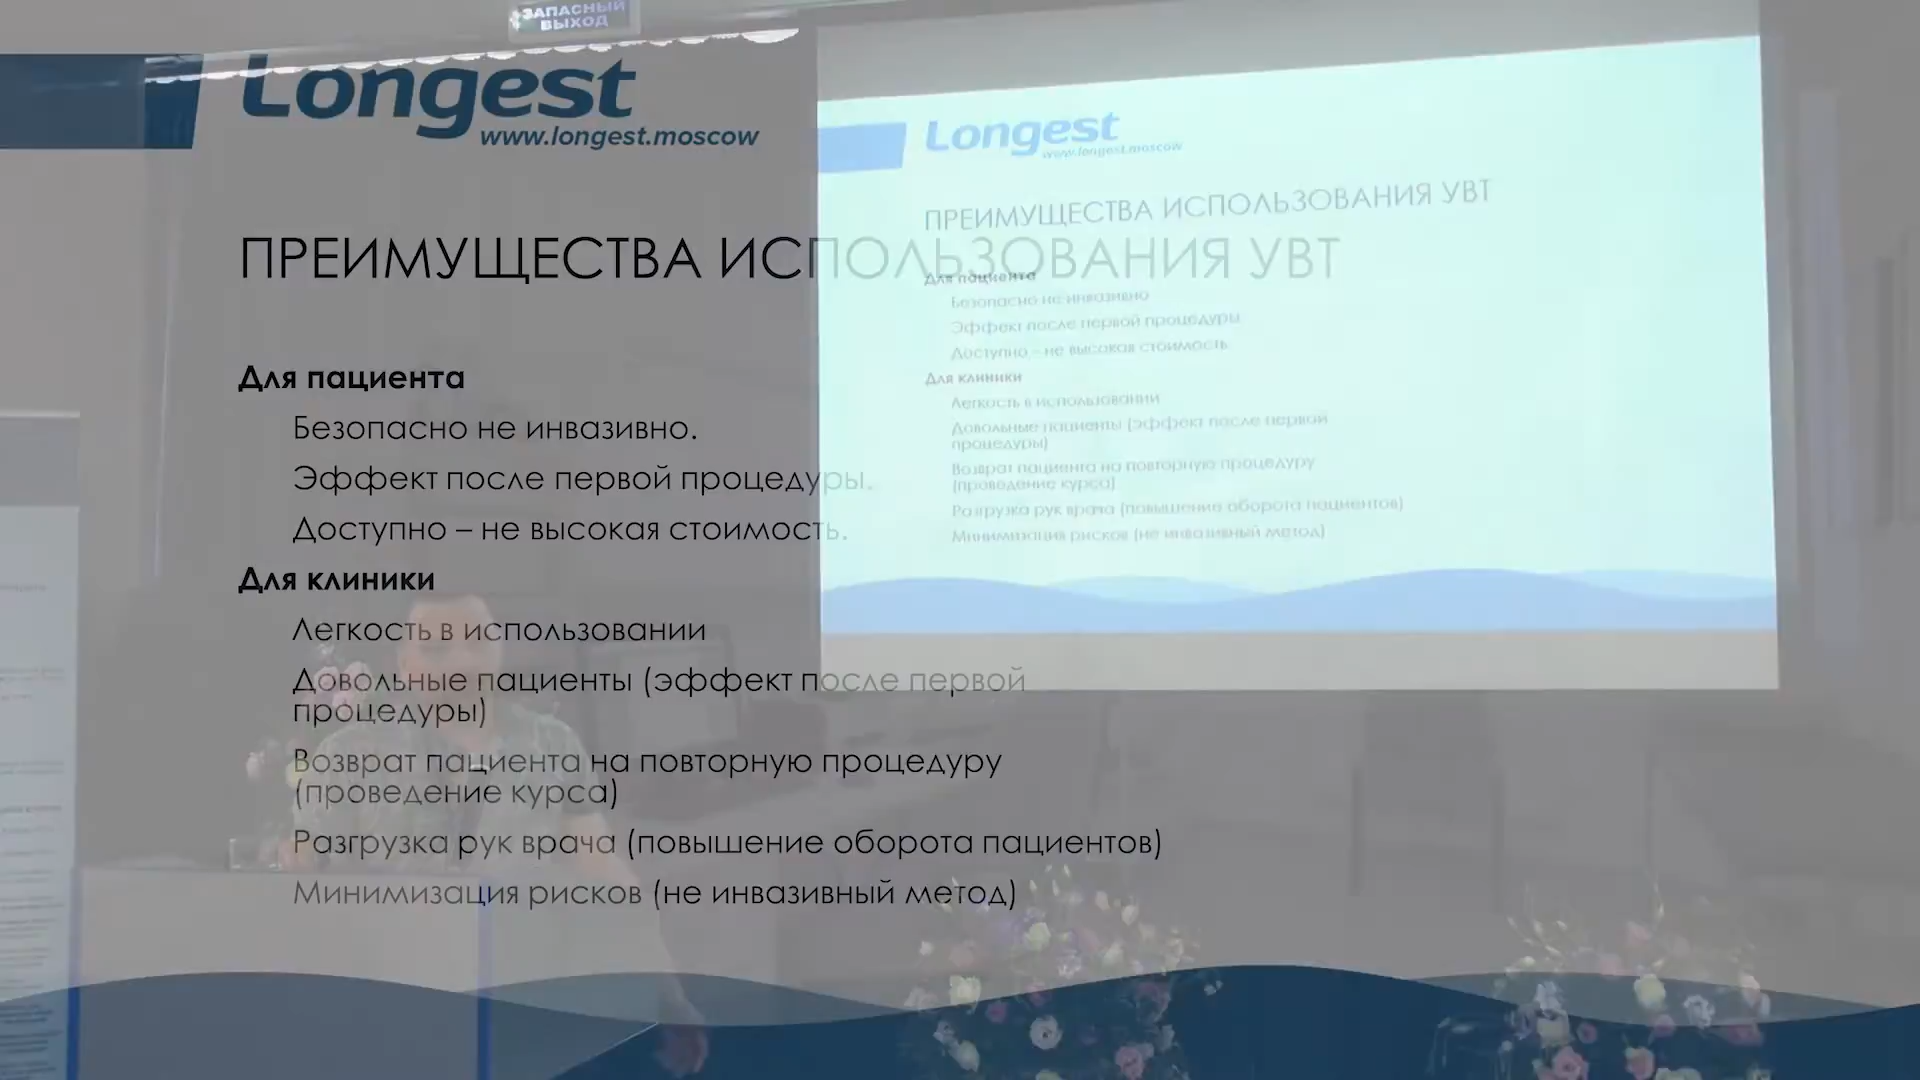 ЗАПАСНЫЙ
ВЫХОД
Longest
www.longest.moscow
ПРЕИМУЩЕСТВА ИСПОЛЬЗОВАНИЯ УВТ
Для пациента
Безопасно не инвазивно.
Эффект после первой процедуры.
Доступно – не высокая стоимость.
Для клиники
Легкость в использовании
Довольные пациенты (эффект после первой
процедуры)
Возврат пациента на повторную процедуру
(проведение курса)
Разгрузка рук врача (повышение оборота пациентов)
Минимизация рисков (не инвазивный метод)
Longest
www.longest.moscow
ПРЕИМУЩЕСТВА ИСПОЛЬЗОВАНИЯ УВТ
Для пациента
Безопасно не инвазивно
Эффект после первой процедуры
Доступно – не высокая стоимость
Для клиники
Легкость в использовании
Довольные пациенты (эффект после первой
процедуры)
Возврат пациента на повторную процедуру
(проведение курса)
Разгрузка рук врача (повышение оборота пациентов)
Минимизация рисков (не инвазивный метод)